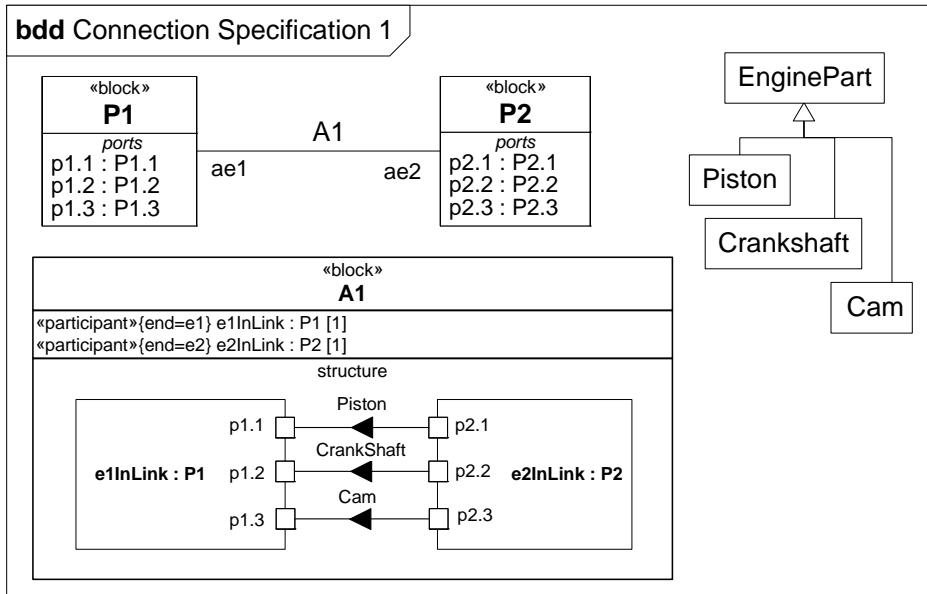 bdd Connection Specification 1
«block»
P1
ports
p1.1 : P1.1
p1.2 : P1.2
p1.3 : P1.3
A1
ae1
ae2
«block»
P2
ports
p2.1 : P2.1
p2.2 : P2.2
p2.3 : P2.3
EnginePart
Piston
Crankshaft
Cam
«block»
A1
«participant»{end=e1} e1InLink : P1 [1]
«participant»{end=e2} e2InLink : P2 [1]
structure
Piston
p1.1
p2.1
CrankShaft
e1InLink : P1
p1.2
p2.2
e2InLink : P2
Cam
p1.3
p2.3